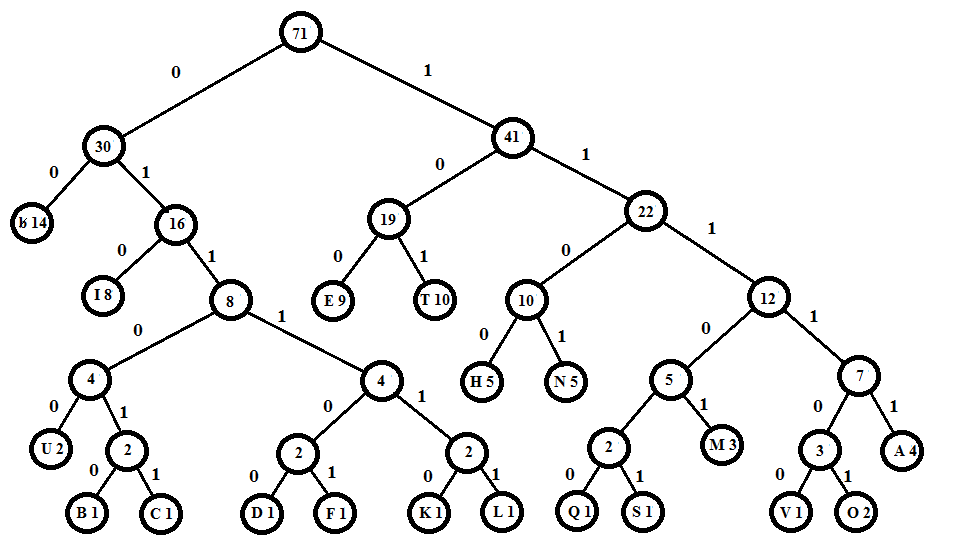 71
0 1
30 41
0 1 0 1
14 16 19 22
0 1 0 1 0 1
I 8 8 E 9 T 10 10 12
0 1 0 1 0 1
4 4 H 5 N 5 5 7
0 1 0 1 1 0 1
U 2 2 2 2 2 M 3 3 A 4
0 1 0 1 0 1 0 1 0 1
B 1 C 1 D 1 F 1 K 1 L 1 Q 1 S 1 V 1 O 2